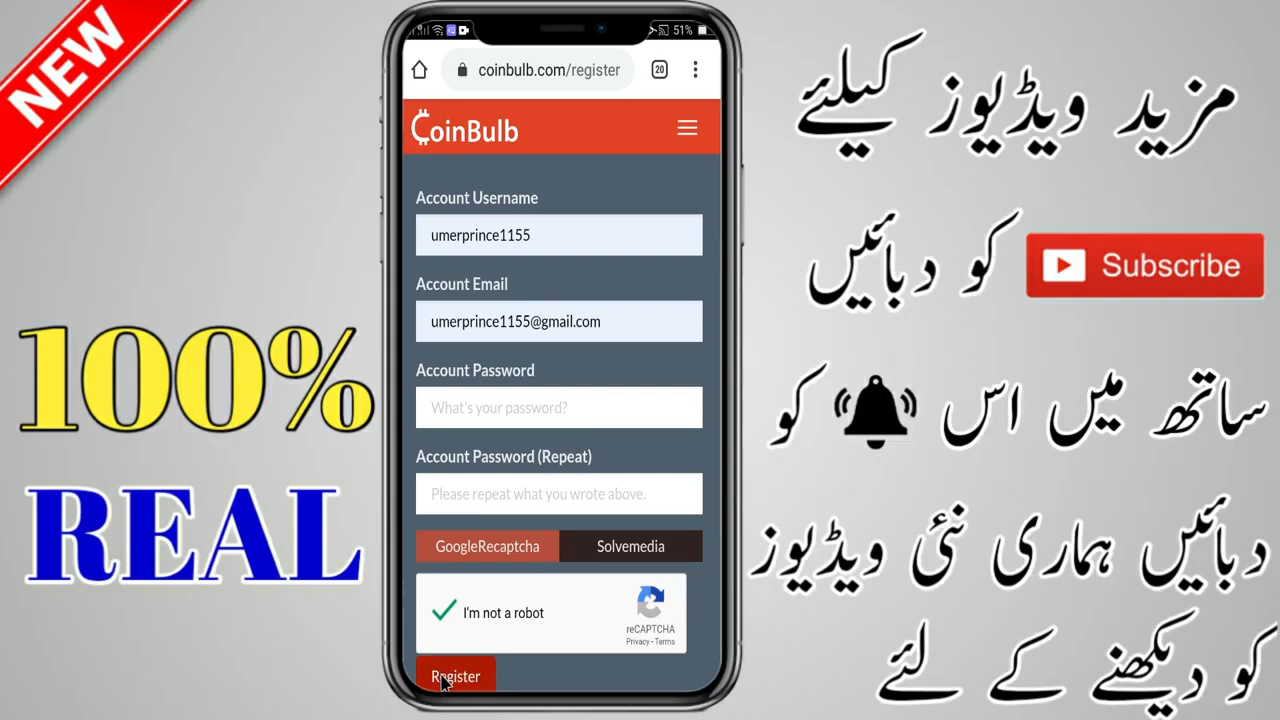 NEW
100%
REAL
51%
coinbulb.com/register
20
CoinBulb
Account Username
umerprince1155
Account Email
umerprince1155@gmail.com
Account Password
What's your password?
Account Password (Repeat)
Please repeat what you wrote above.
GoogleRecaptcha Solvemedia
I'm not a robot
reCAPTCHA
Privacy - Terms
Register
مزید ویڈیوز کیلئے
Subscribe کو دبائیں
ساتھ میں اس کو
دبائیں ہماری نئی ویڈیوز
کو دیکھنے کے لئے